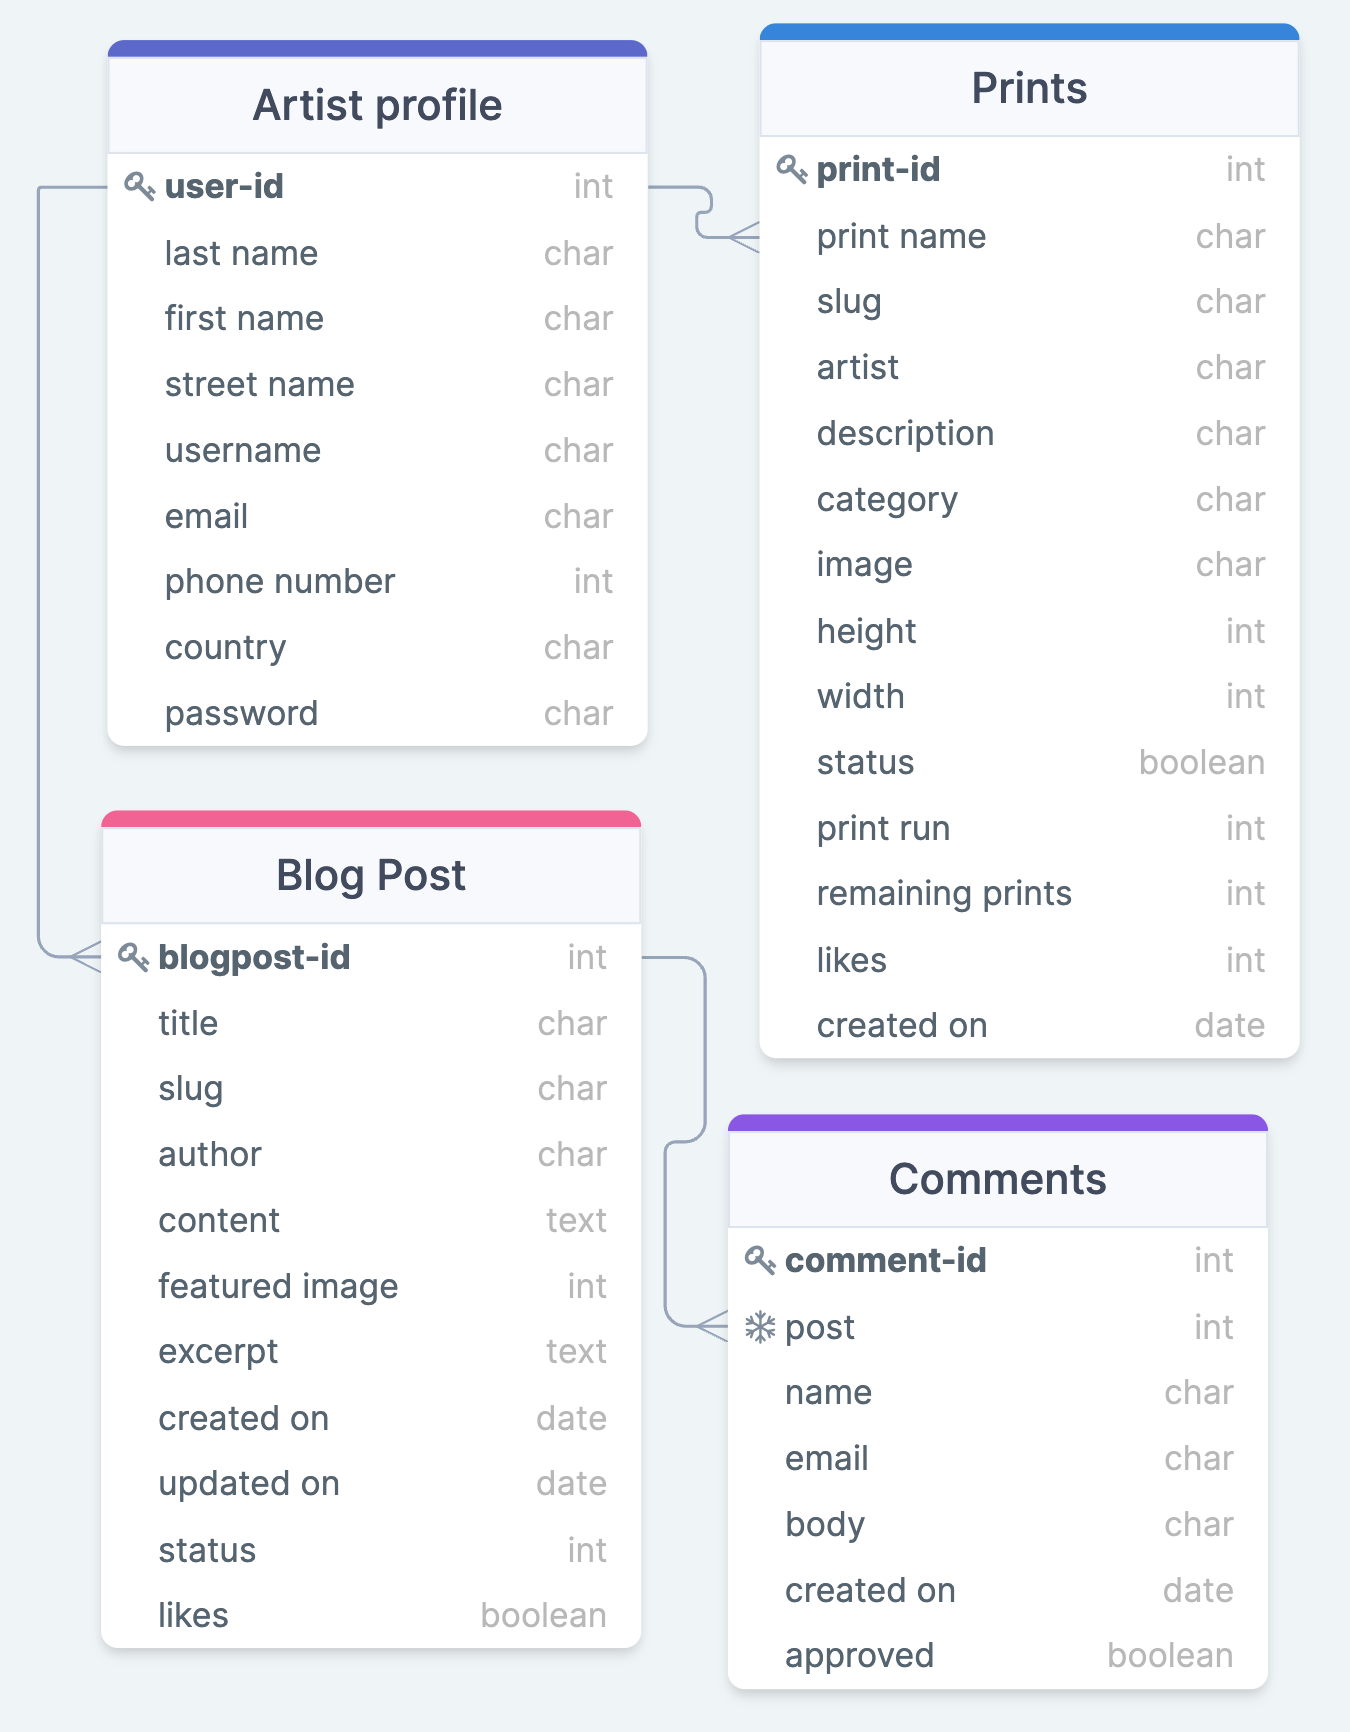 Artist profile
user-id int
last name char
first name char
street name char
username char
email char
phone number int
country char
password char
Prints
print-id int
print name char
slug char
artist char
description char
category char
image char
height int
width int
status boolean
print run int
remaining prints int
likes int
created on date
Blog Post
blogpost-id int
title char
slug char
author char
content text
featured image int
excerpt text
created on date
updated on date
status int
likes boolean
Comments
comment-id int
post int
name char
email char
body char
created on date
approved boolean